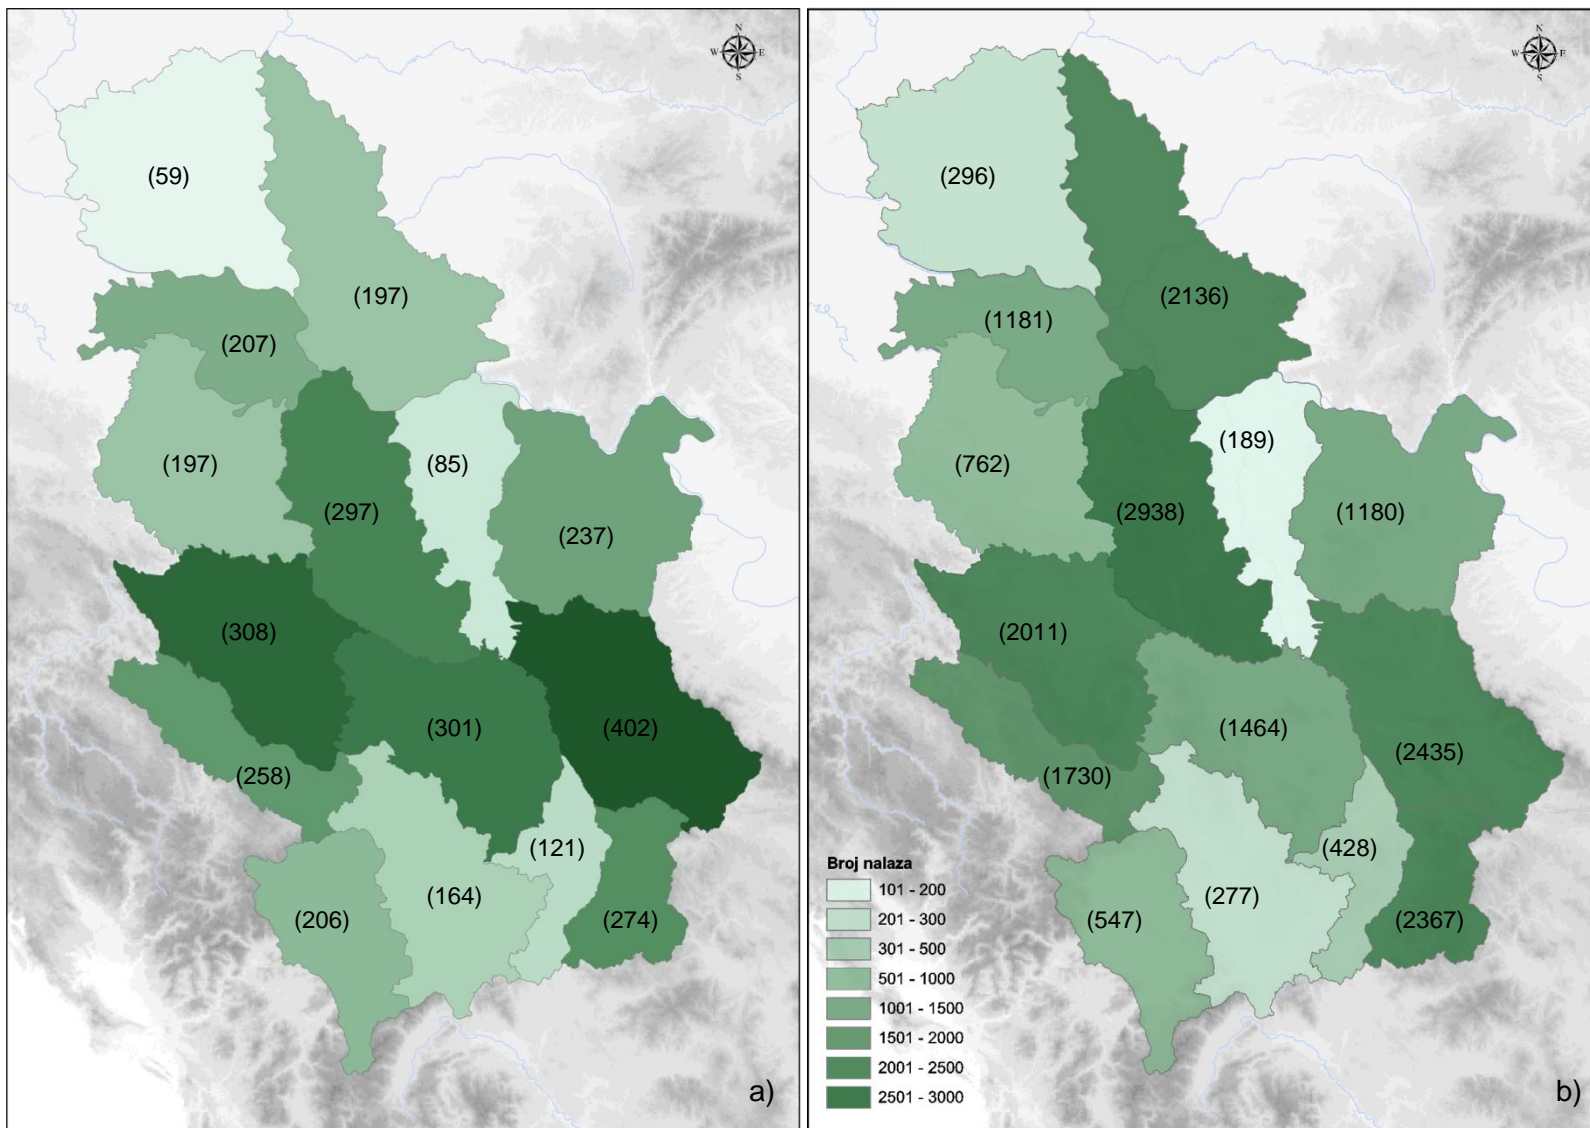 N
W E
S
(59)
(197)
(207)
(197)
(85)
(297)
(237)
(308)
(301)
(402)
(258)
(121)
(164)
(206)
(274)
a)
N
W E
S
(296)
(2136)
(1181)
(189)
(762)
(2938)
(1180)
(2011)
(1464)
(2435)
(1730)
(428)
(277)
(547)
(2367)
Broj nalaza
101 - 200
201 - 300
301 - 500
501 - 1000
1001 - 1500
1501 - 2000
2001 - 2500
2501 - 3000
b)